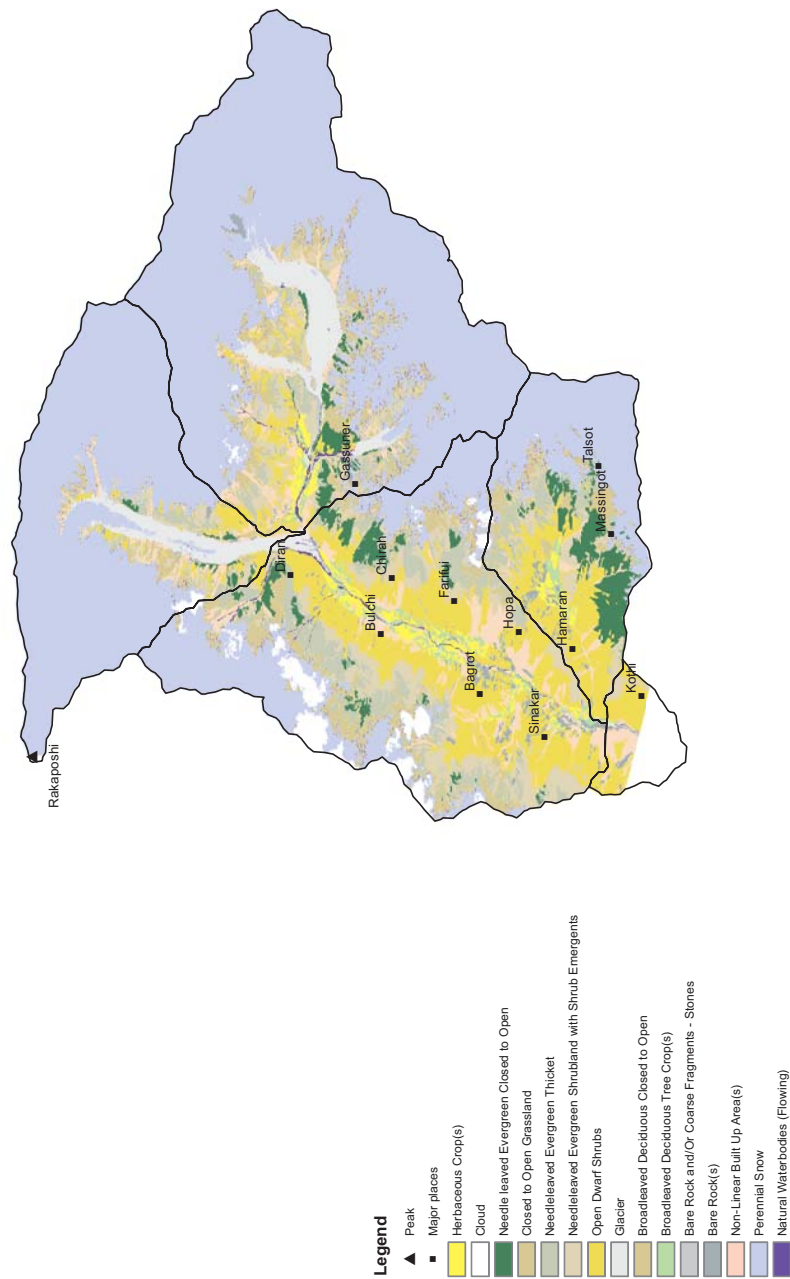 Rakaposhi
Diran
Gassuner
Chirah
Bulchi
Farifui
Bagrot
Hopa
Sinakar
Hamaran
Talsot
Massingot
Kothi
Legend
Peak
Major places
Herbaceous Crop(s)
Cloud
Needle leaved Evergreen Closed to Open
Closed to Open Grassland
Needleleaved Evergreen Thicket
Needleleaved Evergreen Shrubland with Shrub Emergents
Open Dwarf Shrubs
Glacier
Broadleaved Deciduous Closed to Open
Broadleaved Deciduous Tree Crop(s)
Bare Rock and/Or Coarse Fragments - Stones
Bare Rock(s)
Non-Linear Built Up Area(s)
Perennial Snow
Natural Waterbodies (Flowing)